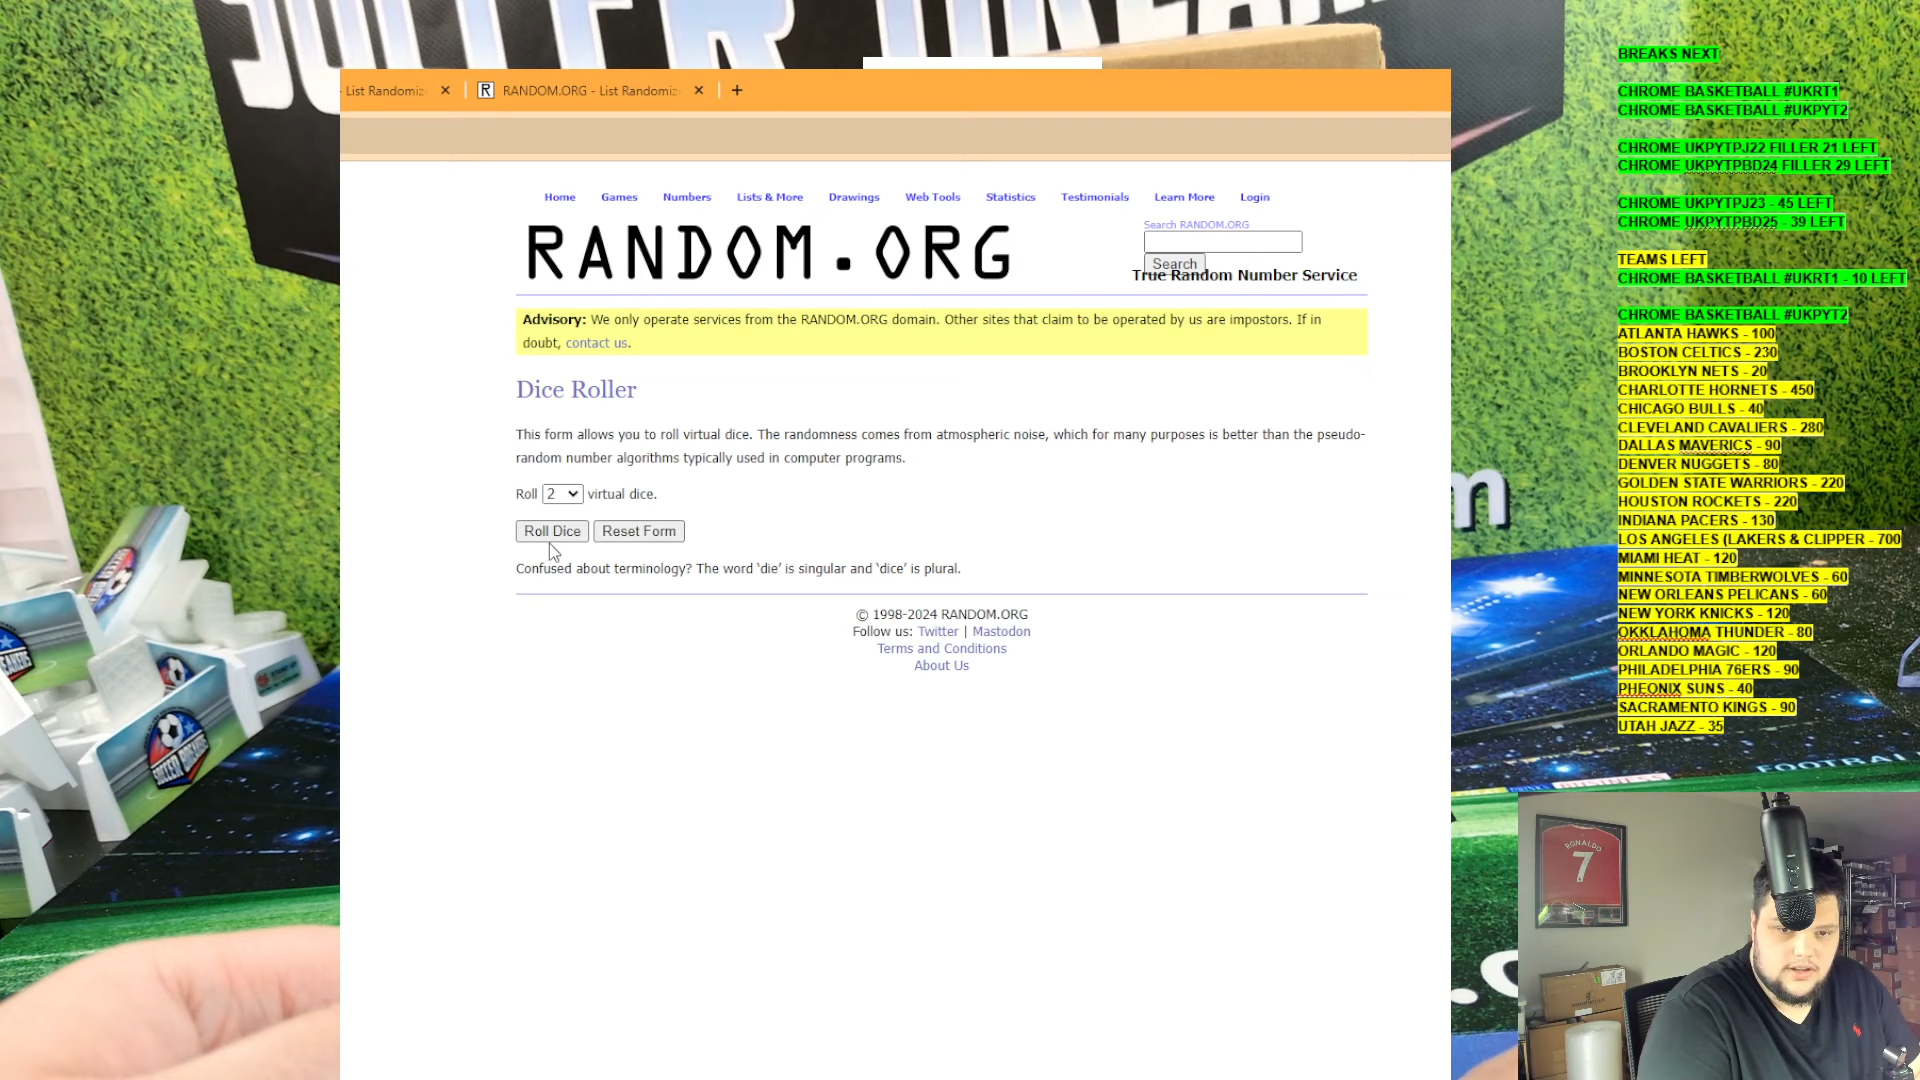 SOCCER BREAKE
List Randomiz
RANDOM.ORG - List Randomiz
Home Games Numbers Lists & More Drawings Web Tools Statistics Testimonials Learn More Login
RANDOM.ORG
Search RANDOM.ORG
Search
True Random Number Service
Advisory: We only operate services from the RANDOM.ORG domain. Other sites that claim to be operated by us are impostors. If in
doubt, contact us.
Dice Roller
This form allows you to roll virtual dice. The randomness comes from atmospheric noise, which for many purposes is better than the pseudo-
random number algorithms typically used in computer programs.
Roll 2 virtual dice.
Roll Dice Reset Form
Confused about terminology? The word ‘die’ is singular and ‘dice’ is plural.
© 1998-2024 RANDOM.ORG
Follow us: Twitter | Mastodon
Terms and Conditions
About Us
BREAKS NEXT
CHROME BASKETBALL #UKRT1
CHROME BASKETBALL #UKPYT2
CHROME UKPYTPJ22 FILLER 21 LEFT
CHROME UKPYTPBD24 FILLER 29 LEFT
CHROME UKPYTPJ23 - 45 LEFT
CHROME UKPYTPBD25 - 39 LEFT
TEAMS LEFT
CHROME BASKETBALL #UKRT1 - 10 LEFT
CHROME BASKETBALL #UKPYT2
ATLANTA HAWKS - 100
BOSTON CELTICS - 230
BROOKLYN NETS - 20
CHARLOTTE HORNETS - 450
CHICAGO BULLS - 40
CLEVELAND CAVALIERS - 280
DALLAS MAVERICS - 90
DENVER NUGGETS - 80
GOLDEN STATE WARRIORS - 220
HOUSTON ROCKETS - 220
INDIANA PACERS - 130
LOS ANGELES (LAKERS & CLIPPER - 700
MIAMI HEAT - 120
MINNESOTA TIMBERWOLVES - 60
NEW ORLEANS PELICANS - 60
NEW YORK KNICKS - 120
OKKLAHOMA THUNDER - 80
ORLANDO MAGIC - 120
PHILADELPHIA 76ERS - 90
PHEONIX SUNS - 40
SACRAMENTO KINGS - 90
UTAH JAZZ - 35
m
SOCCER BREAKERS
FOOTBAL
BUSINESS
RONALDO
7